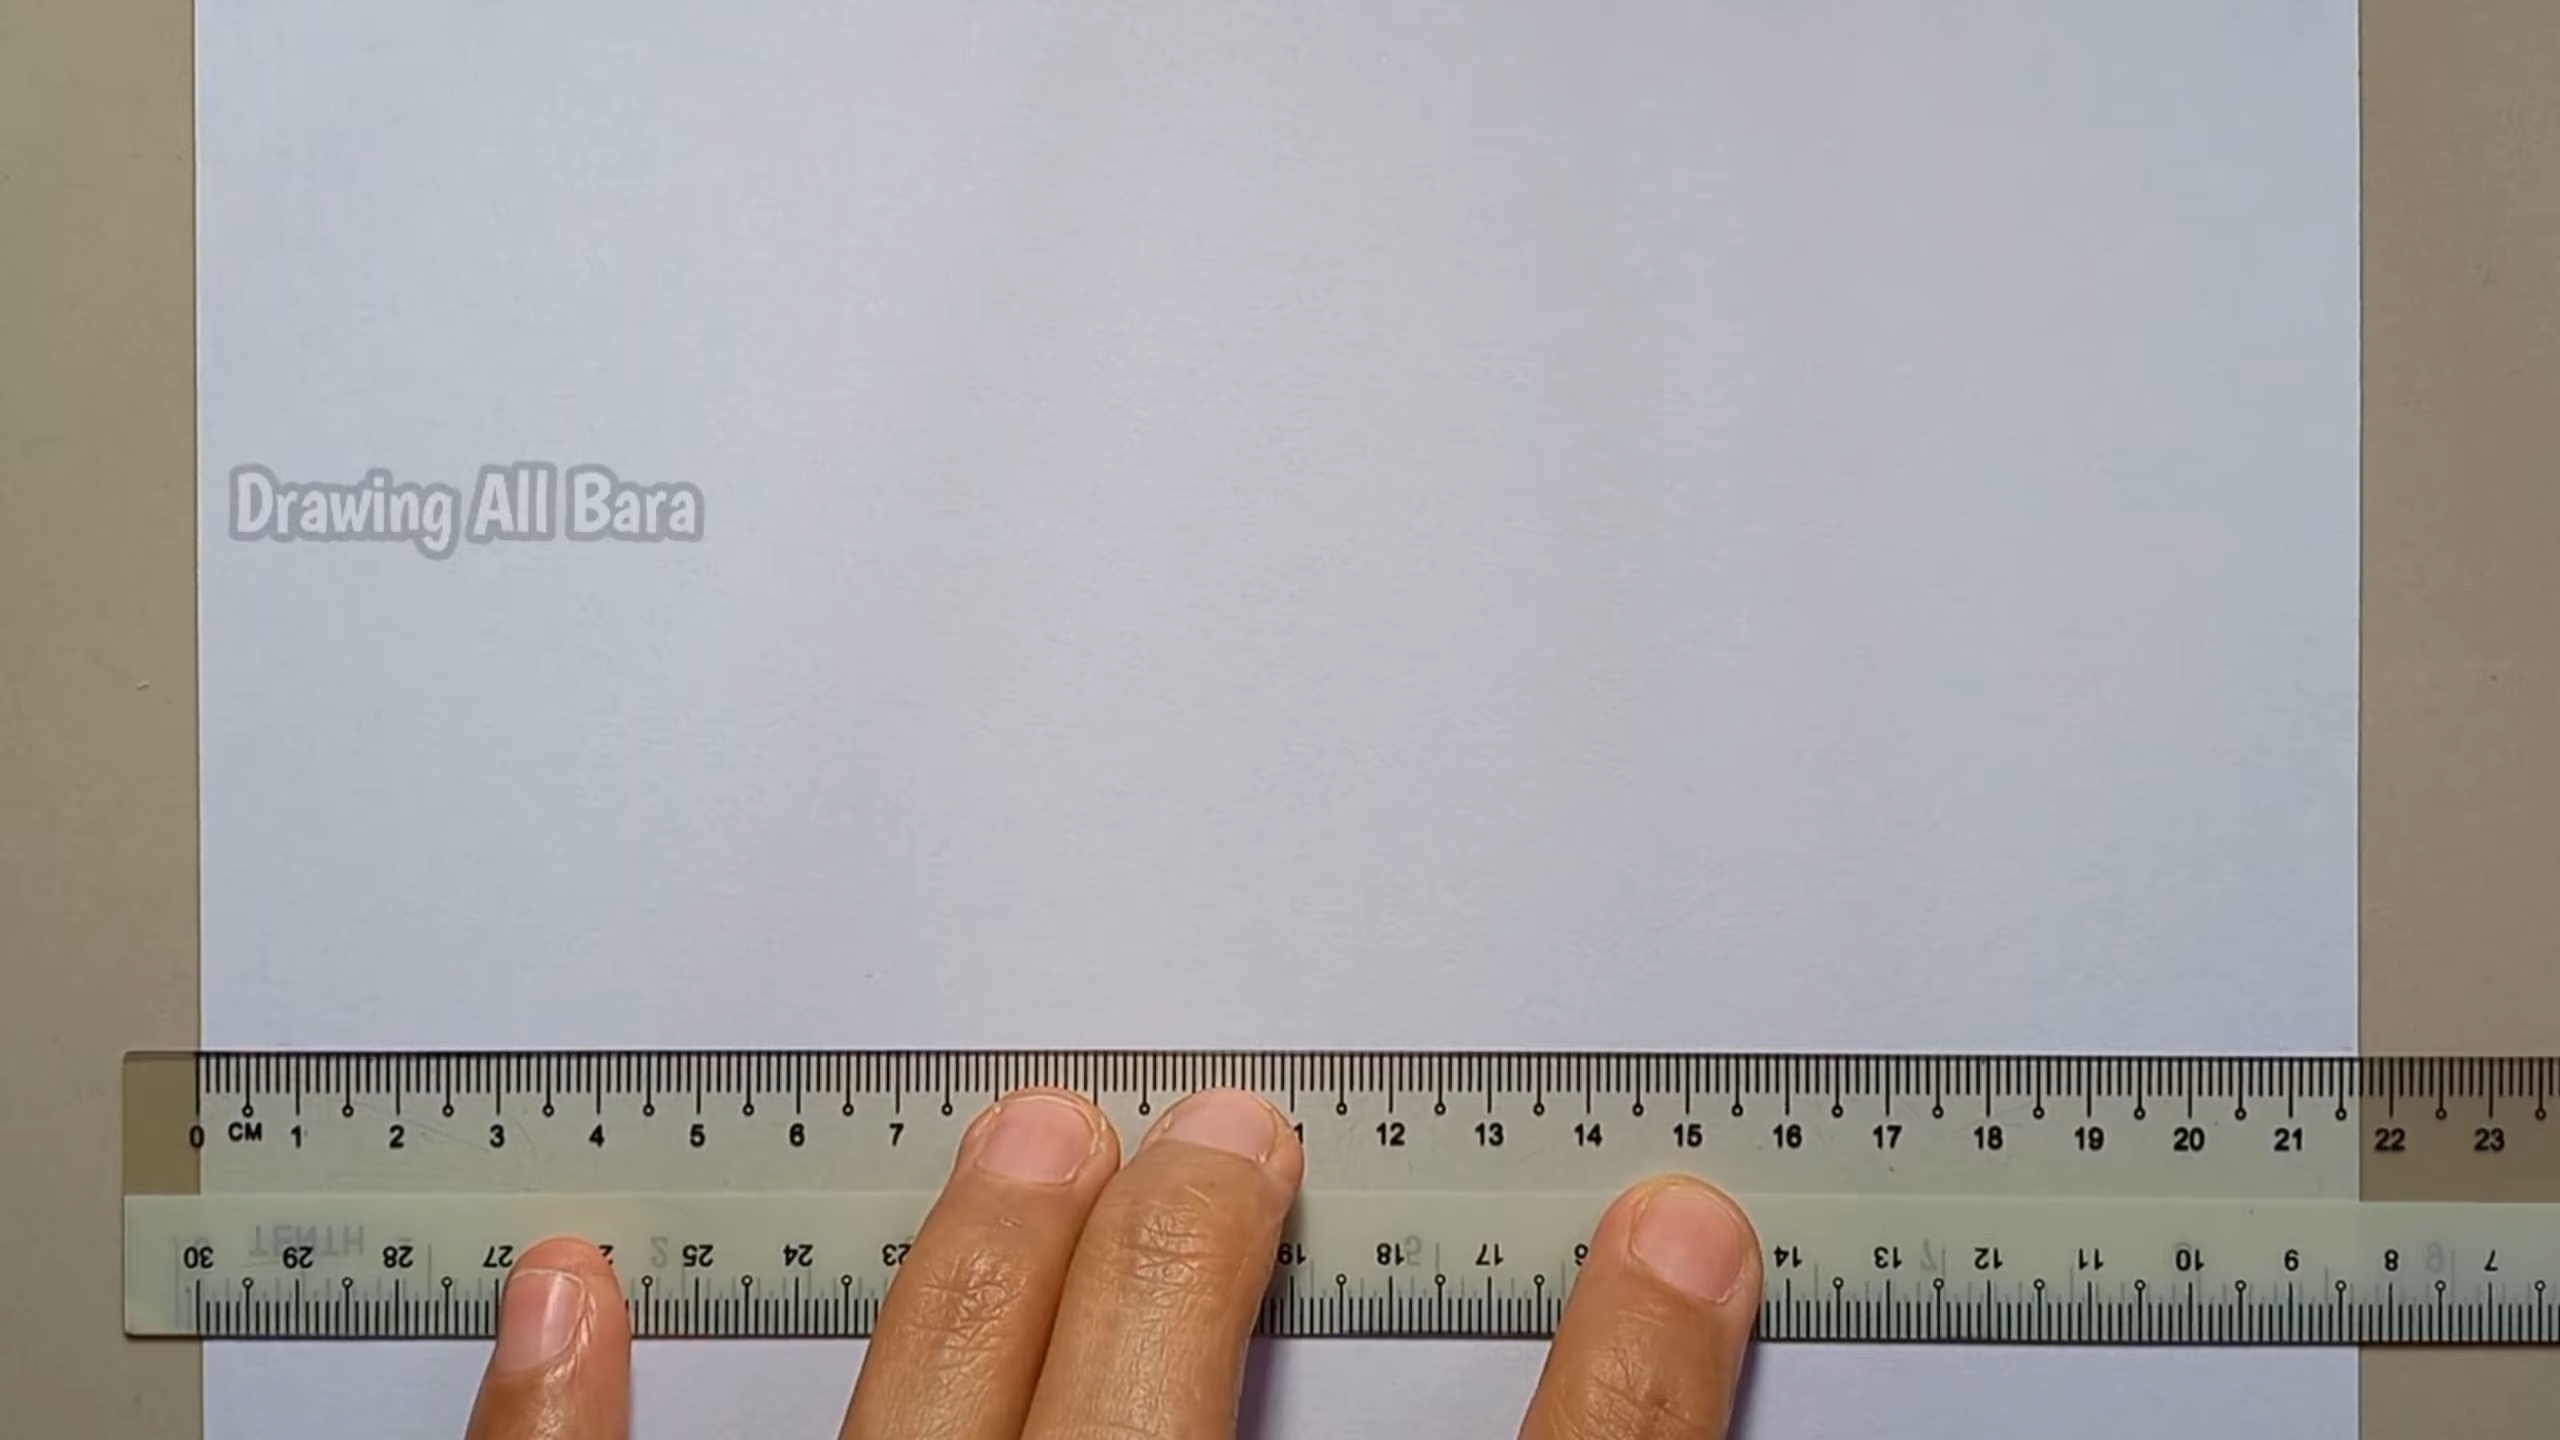 Drawing All Bara
0 CM 1 2 3 4 5 6 7 12 13 14 15 16 17 18 19 20 21 22 23
30 29 28 27 25 24 19 18 17 14 13 12 11 10 9 8 7
TENTH